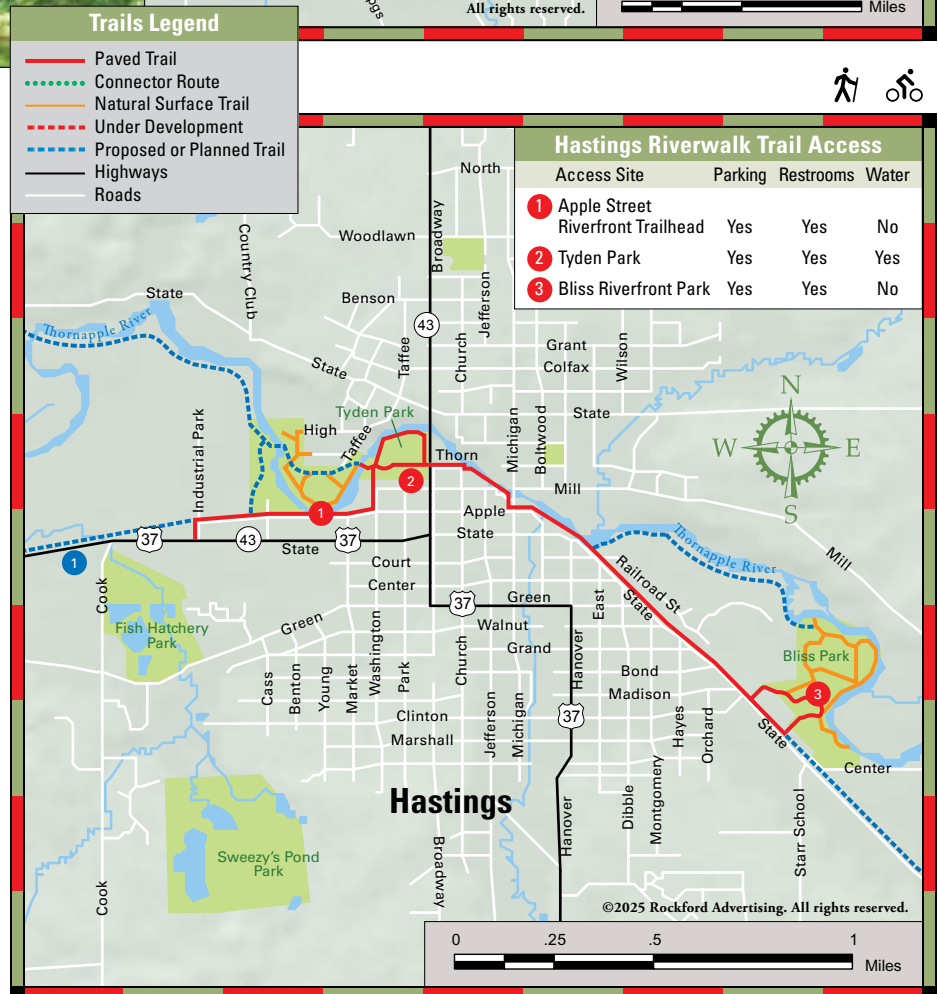 pgs
All rights reserved.
Miles
Trails Legend
Paved Trail
Connector Route
Natural Surface Trail
Under Development
Proposed or Planned Trail
Highways
Roads
Hastings Riverwalk Trail Access
Access Site Parking Restrooms Water
1 Apple Street
Riverfront Trailhead Yes Yes No
2 Tyden Park Yes Yes Yes
3 Bliss Riverfront Park Yes Yes No
North
Broadway
Woodlawn
Country Club
Jefferson
State
Benson
Thornapple River
43
Taffee
Church
Grant
Colfax
Wilson
State
N
W E
S
Tyden Park
State
High
Taffee
Industrial Park
Michigan
Boltwood
Thorn
2
Mill
1
Apple
State
37
43
State
37
1
Thornapple River
Mill
Court
Center
Cook
Railroad St
State
East
37
Green
Walnut
Grand
Green
Fish Hatchery
Park
Washington
Bliss Park
Cass
Benton
Young
Market
Park
Church
Hanover
Bond
Madison
3
Jefferson
Michigan
37
Clinton
Marshall
Hayes
Orchard
State
Center
Hastings
Dibble
Montgomery
Starr School
Hanover
Broadway
Sweezy's Pond
Park
Cook
©2025 Rockford Advertising. All rights reserved.
0 .25 .5 1
Miles